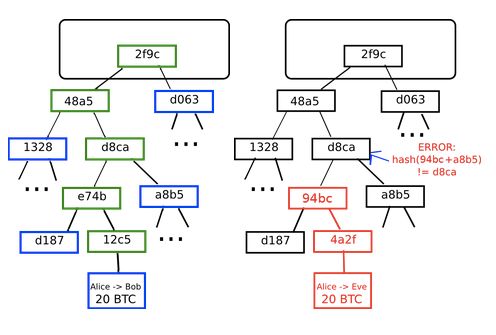 2f9c
48a5
d063
1328
d8ca
e74b
a8b5
d187
12c5
Alice -> Bob
20 BTC
2f9c
48a5
d063
1328
d8ca
ERROR:
hash(94bc+a8b5)
!= d8ca
94bc
a8b5
d187
4a2f
Alice -> Eve
20 BTC